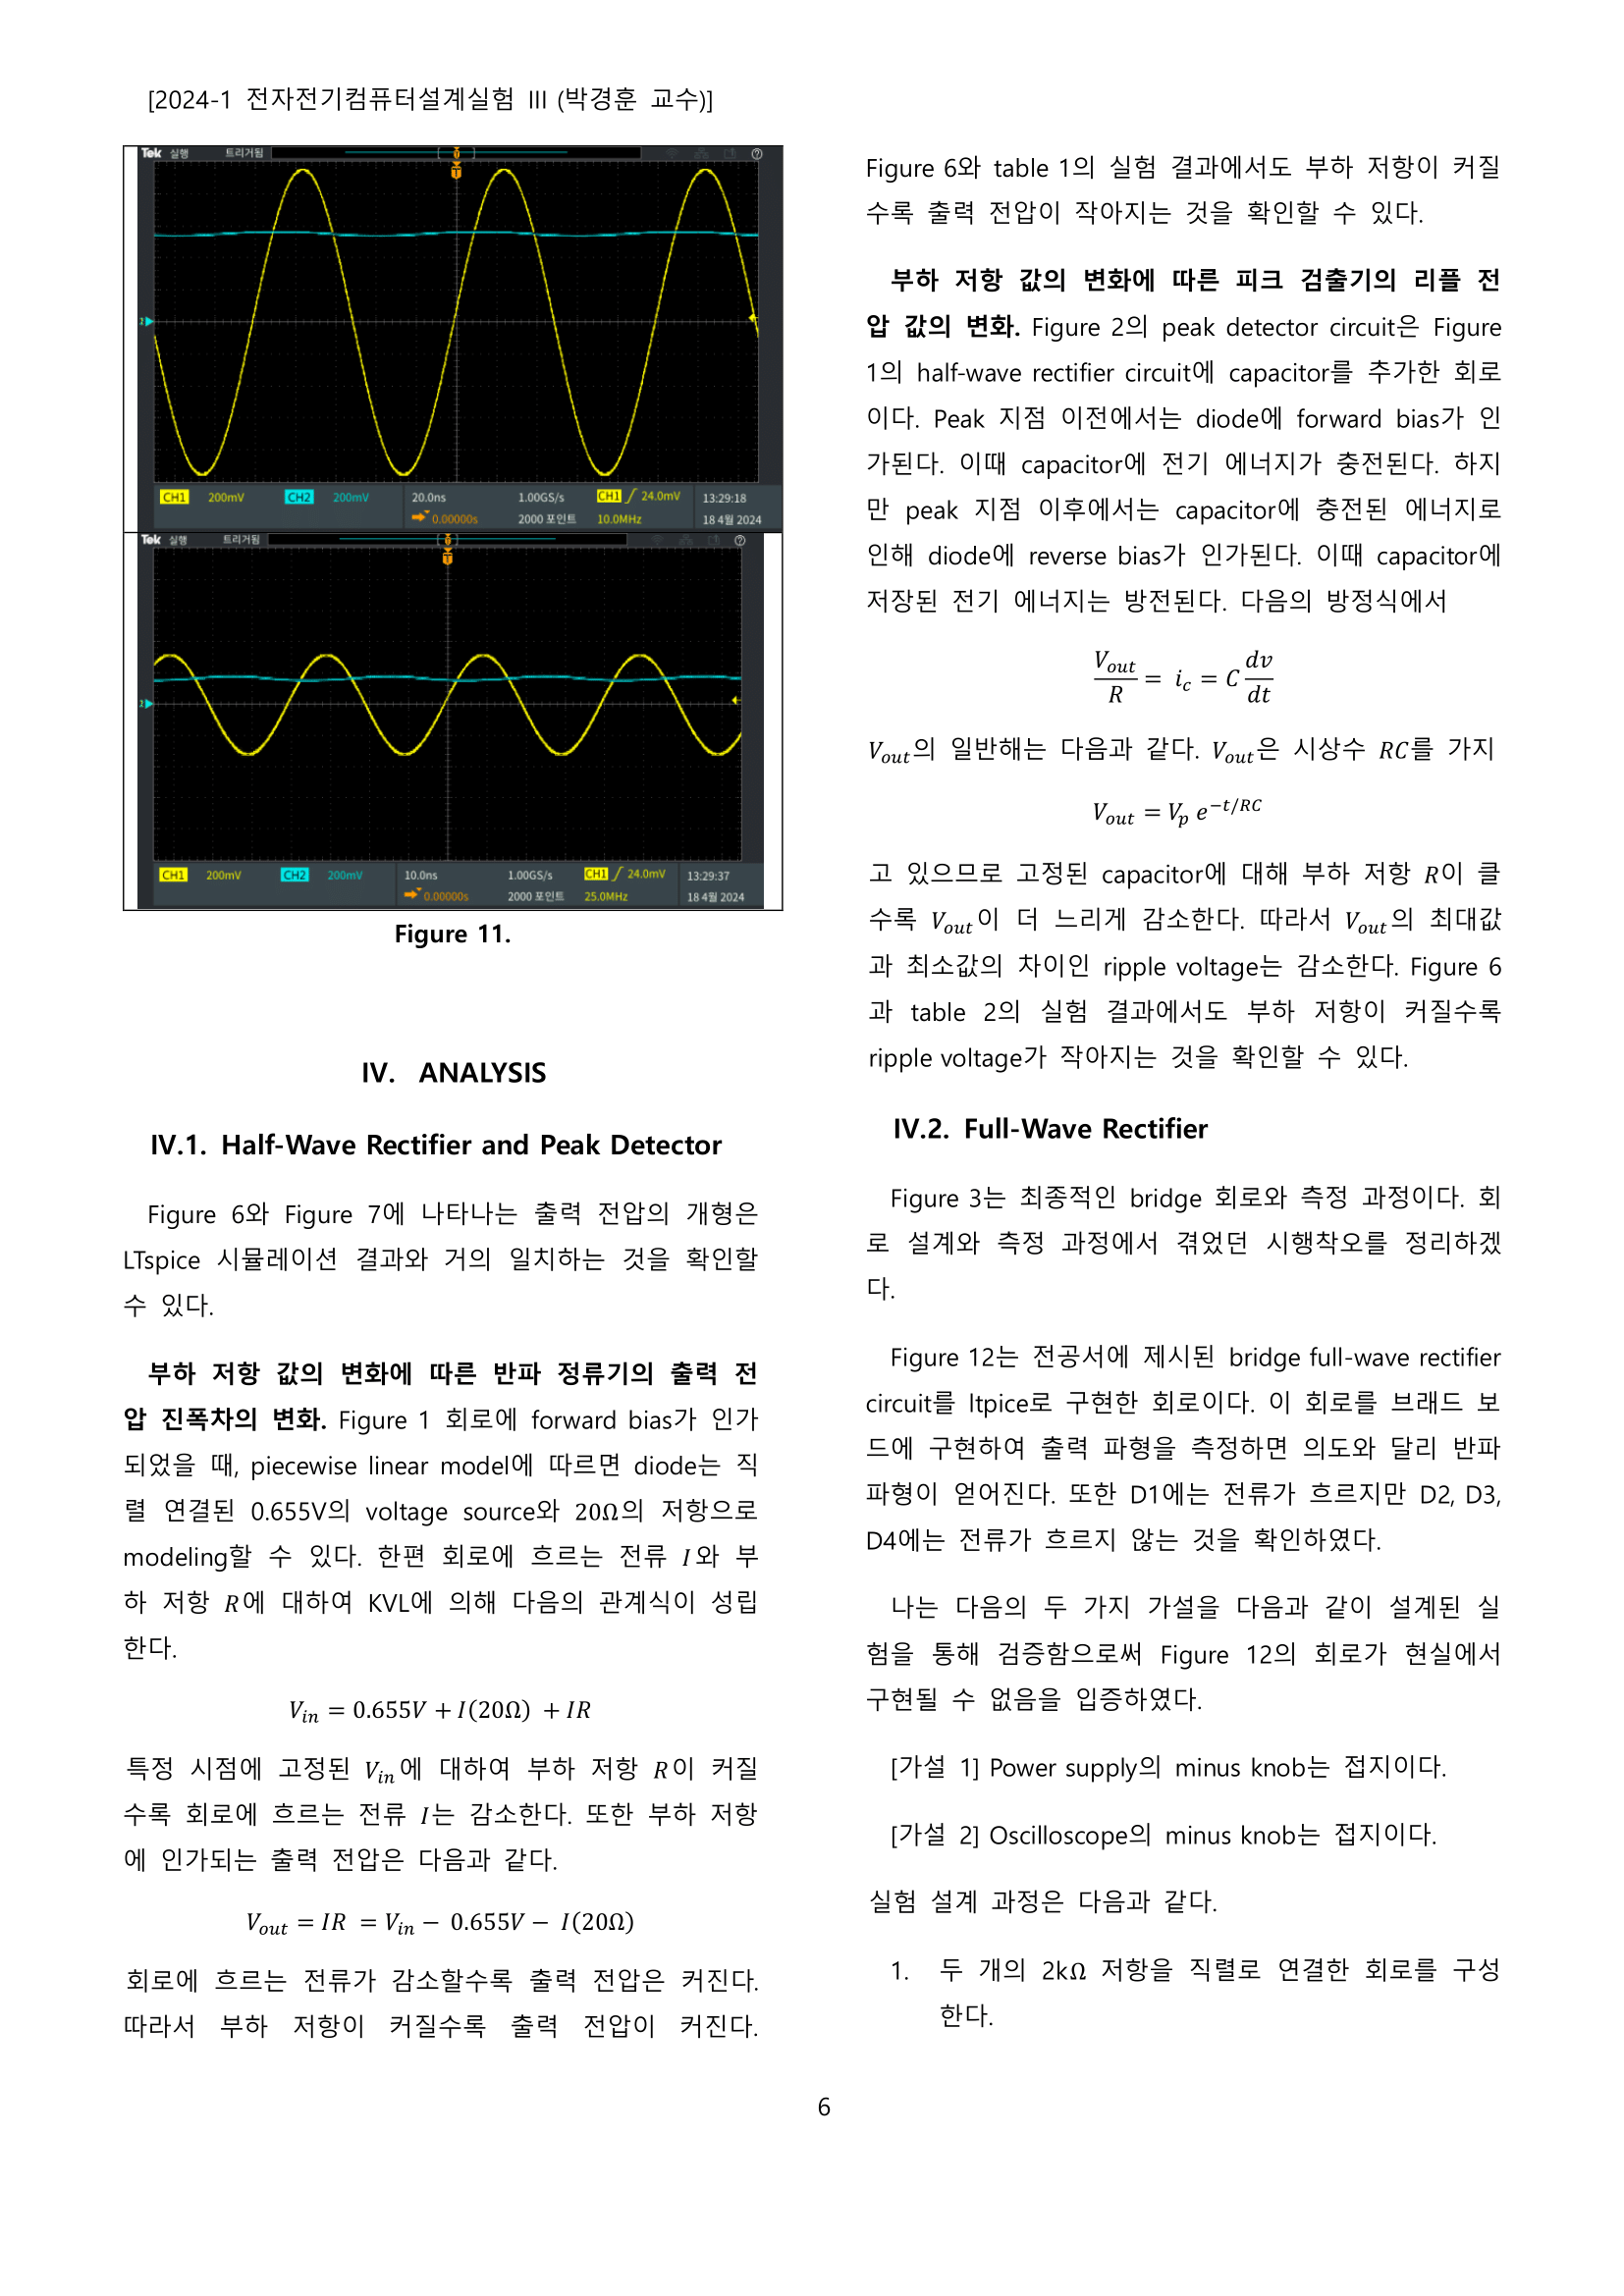 [2024-1 전자전기컴퓨터설계실험 III (박경훈 교수)]
Tek 실행 트리거됨
CH1 200mV CH2 200mV 20.0ns 1.00GS/s CH1 24.0mV 13:29:18
0.00000s 2000 포인트 10.0MHz 18 4월 2024
Tek 실행 트리거됨
CH1 200mV CH2 200mV 10.0ns 1.00GS/s CH1 24.0mV 13:29:37
0.00000s 2000 포인트 25.0MHz 18 4월 2024
Figure 11.
IV. ANALYSIS
IV.1. Half-Wave Rectifier and Peak Detector
Figure 6와 Figure 7에 나타나는 출력 전압의 개형은
LTspice 시뮬레이션 결과와 거의 일치하는 것을 확인할
수 있다.
부하 저항 값의 변화에 따른 반파 정류기의 출력 전
압 진폭차의 변화. Figure 1 회로에 forward bias가 인가
되었을 때, piecewise linear model에 따르면 diode는 직
렬 연결된 0.655V의 voltage source와 20Ω의 저항으로
modeling할 수 있다. 한편 회로에 흐르는 전류 I와 부
하 저항 R에 대하여 KVL에 의해 다음의 관계식이 성립
한다.
V_in = 0.655V + I(20Ω) + IR
특정 시점에 고정된 V_in에 대하여 부하 저항 R이 커질
수록 회로에 흐르는 전류 I는 감소한다. 또한 부하 저항
에 인가되는 출력 전압은 다음과 같다.
V_out = IR = V_in − 0.655V − I(20Ω)
회로에 흐르는 전류가 감소할수록 출력 전압은 커진다.
따라서 부하 저항이 커질수록 출력 전압이 커진다.
Figure 6와 table 1의 실험 결과에서도 부하 저항이 커질
수록 출력 전압이 작아지는 것을 확인할 수 있다.
부하 저항 값의 변화에 따른 피크 검출기의 리플 전
압 값의 변화. Figure 2의 peak detector circuit은 Figure
1의 half-wave rectifier circuit에 capacitor를 추가한 회로
이다. Peak 지점 이전에서는 diode에 forward bias가 인
가된다. 이때 capacitor에 전기 에너지가 충전된다. 하지
만 peak 지점 이후에서는 capacitor에 충전된 에너지로
인해 diode에 reverse bias가 인가된다. 이때 capacitor에
저장된 전기 에너지는 방전된다. 다음의 방정식에서
V_out/R = i_c = C dv/dt
V_out의 일반해는 다음과 같다. V_out은 시상수 RC를 가지
V_out = V_p e^{−t/RC}
고 있으므로 고정된 capacitor에 대해 부하 저항 R이 클
수록 V_out이 더 느리게 감소한다. 따라서 V_out의 최대값
과 최소값의 차이인 ripple voltage는 감소한다. Figure 6
과 table 2의 실험 결과에서도 부하 저항이 커질수록
ripple voltage가 작아지는 것을 확인할 수 있다.
IV.2. Full-Wave Rectifier
Figure 3는 최종적인 bridge 회로와 측정 과정이다. 회
로 설계와 측정 과정에서 겪었던 시행착오를 정리하겠
다.
Figure 12는 전공서에 제시된 bridge full-wave rectifier
circuit를 ltpice로 구현한 회로이다. 이 회로를 브래드 보
드에 구현하여 출력 파형을 측정하면 의도와 달리 반파
파형이 얻어진다. 또한 D1에는 전류가 흐르지만 D2, D3,
D4에는 전류가 흐르지 않는 것을 확인하였다.
나는 다음의 두 가지 가설을 다음과 같이 설계된 실
험을 통해 검증함으로써 Figure 12의 회로가 현실에서
구현될 수 없음을 입증하였다.
[가설 1] Power supply의 minus knob는 접지이다.
[가설 2] Oscilloscope의 minus knob는 접지이다.
실험 설계 과정은 다음과 같다.
1. 두 개의 2kΩ 저항을 직렬로 연결한 회로를 구성
한다.
6